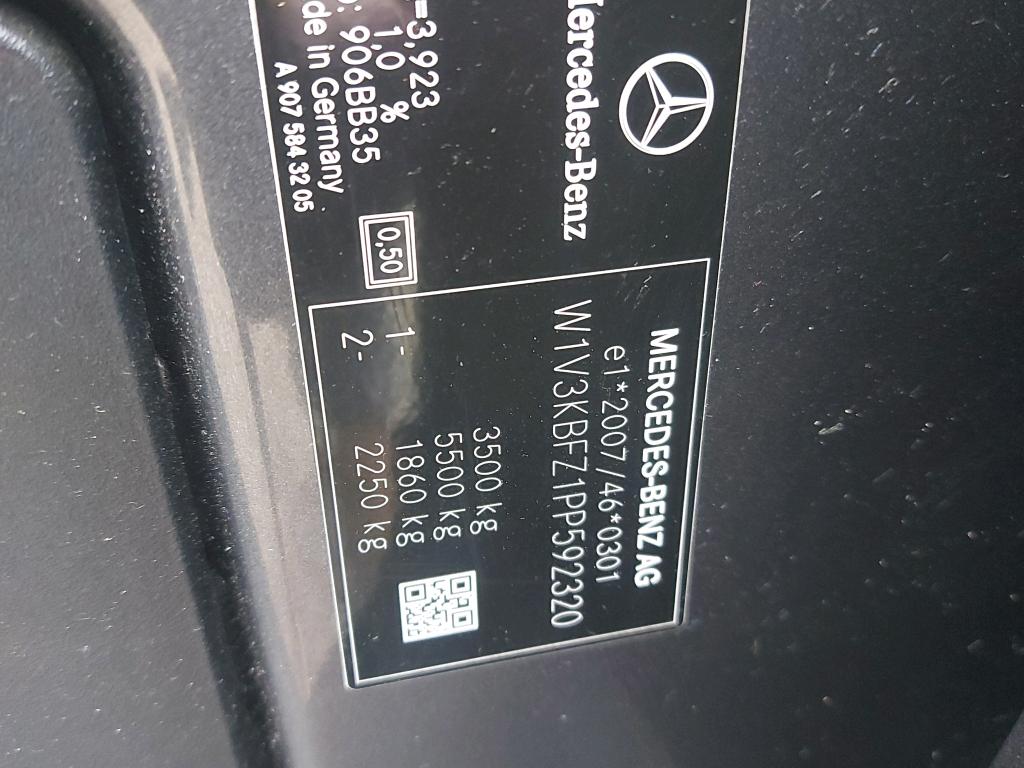 Mercedes-Benz
=3,923
1,0 %
: 906BB35
de in Germany
A 907 584 32 05
0.50
MERCEDES-BENZ AG
e1*2007/46*0301
W1V3KBFZ1PP592320
3500 kg
5500 kg
1- 1860 kg
2- 2250 kg